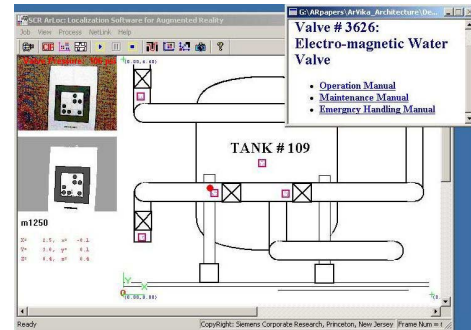 SCR ArLoc: Localization Software for Augmented Reality
Job View Process NetLink Help
G:\ARpapers\ArVika_Architecture\De...
Valve # 3626:
Electro-magnetic Water
Valve
Operation Manual
Maintenance Manual
Emergncy Handling Manual
TANK # 109
m1250
Ready
CopyRight: Siemens Corporate Research, Princeton, New Jersey
Frame Num =